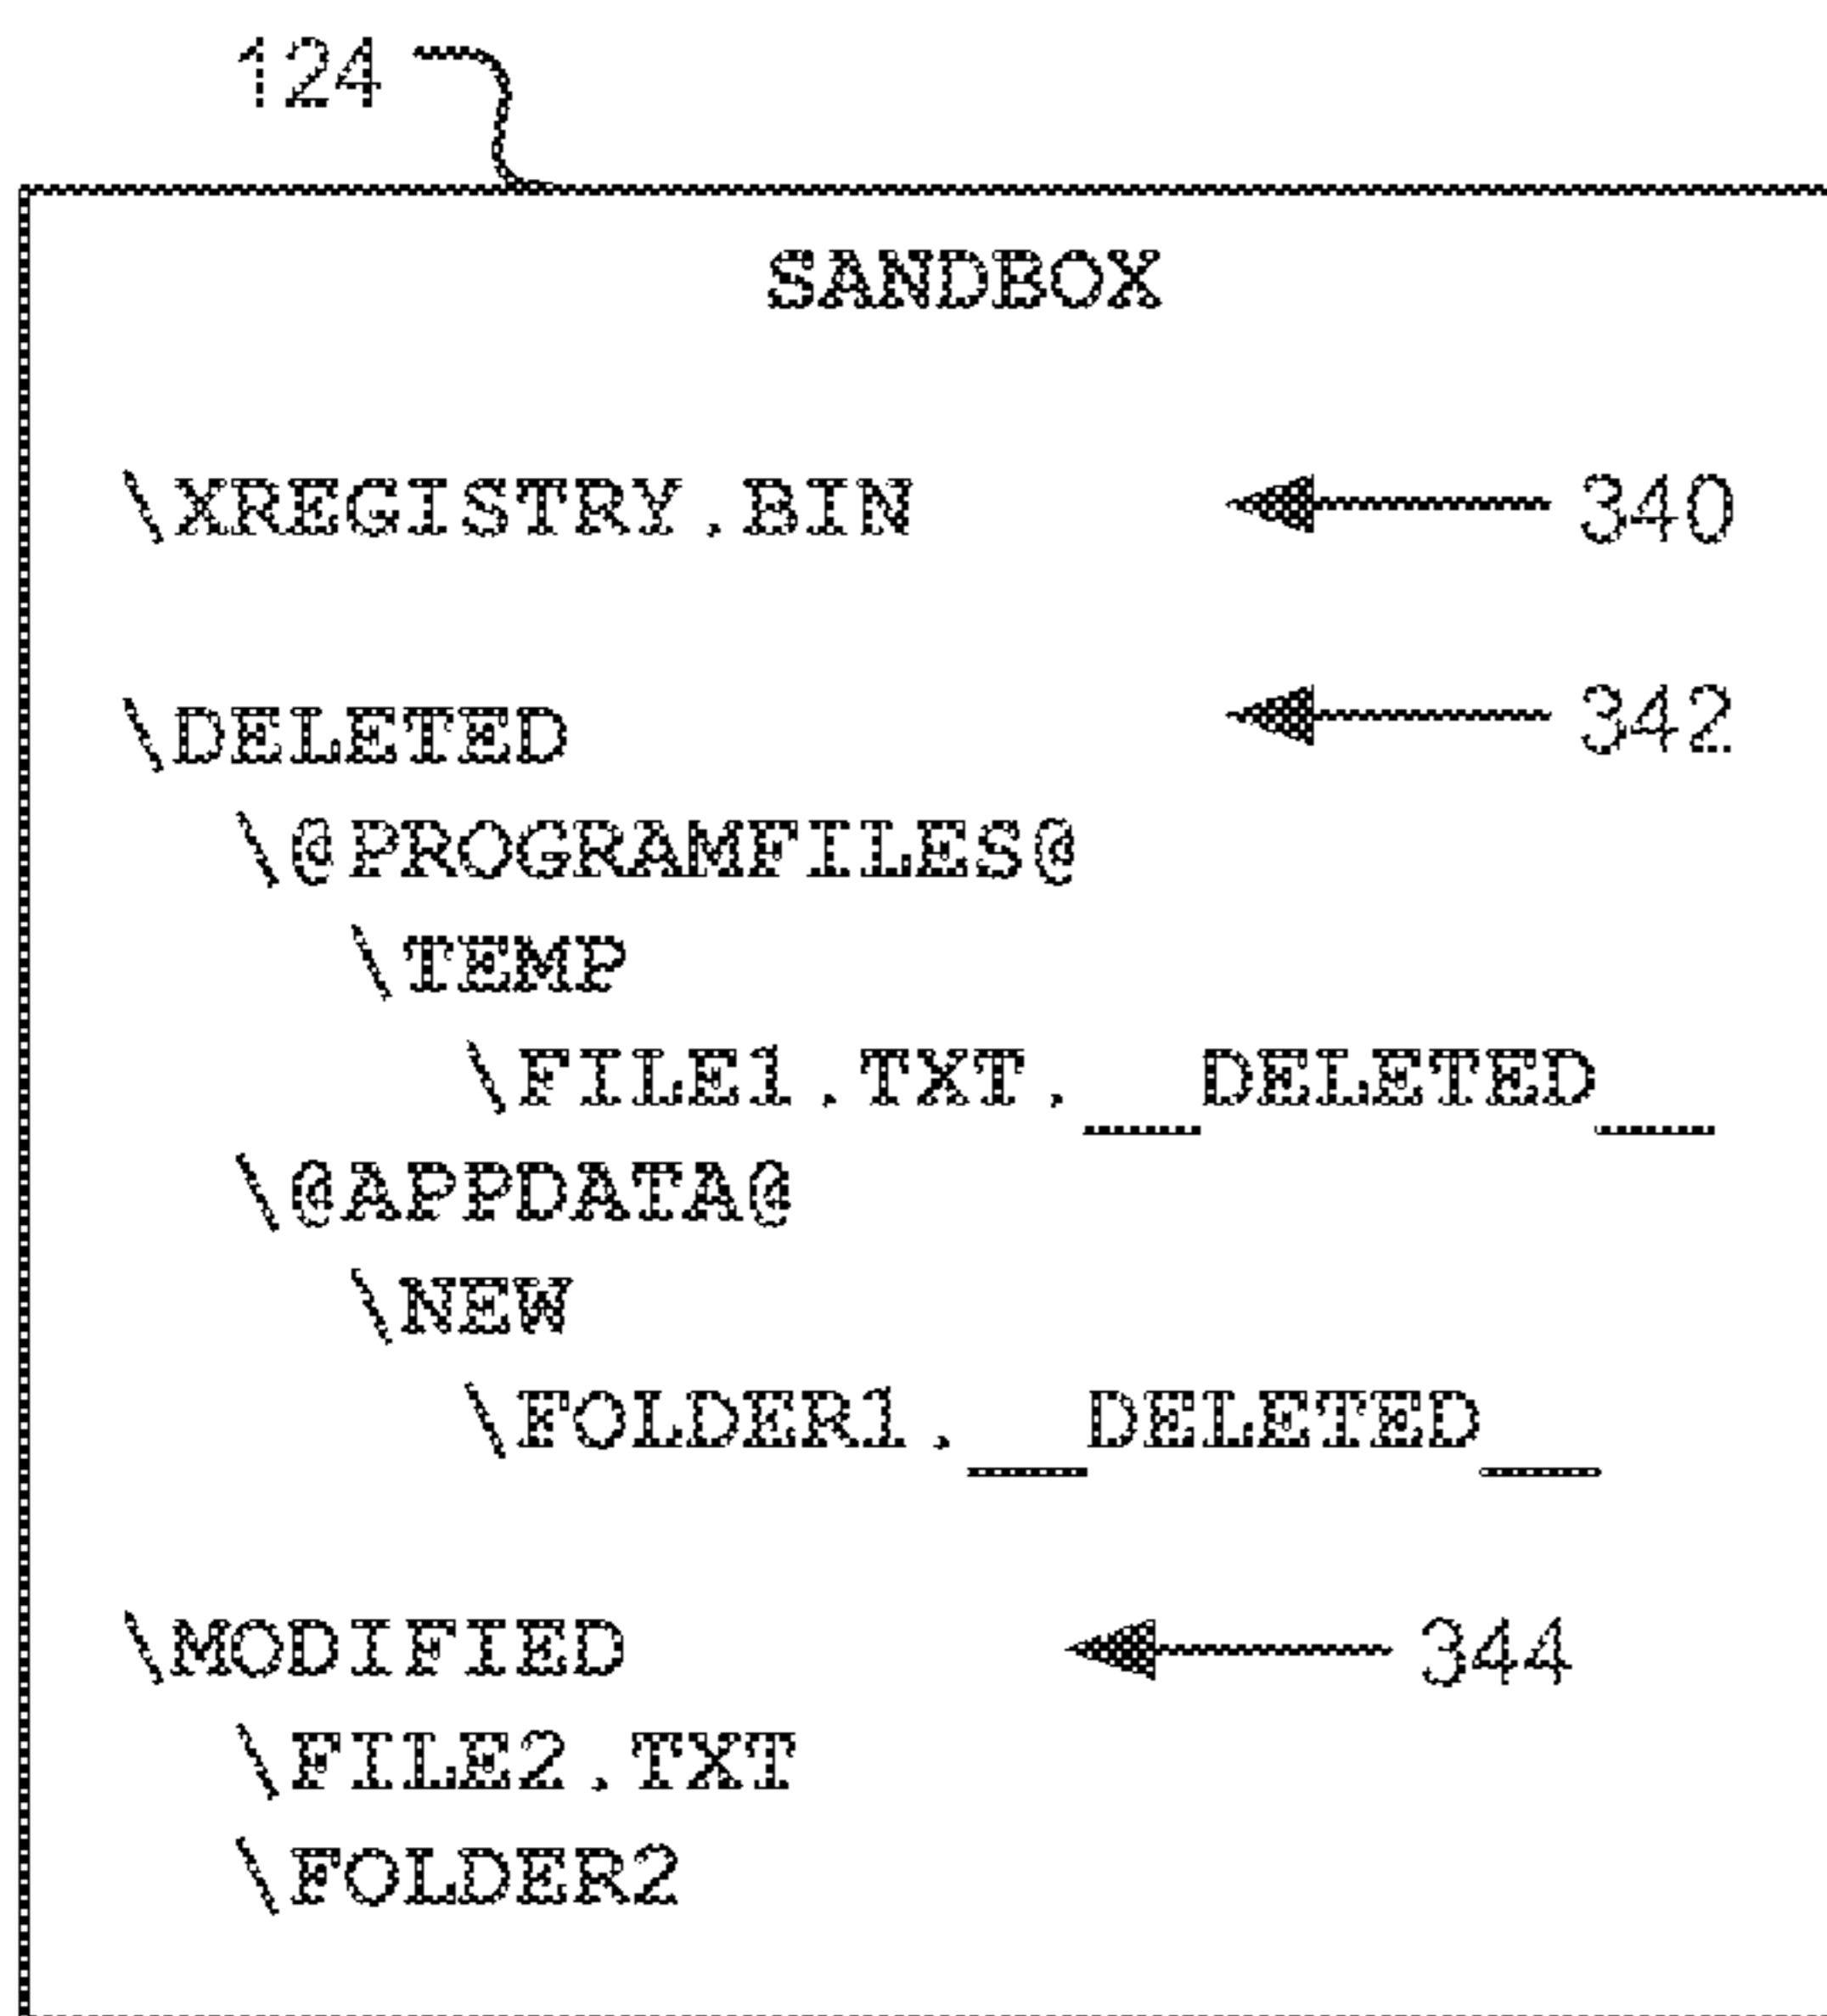 124
SANDBOX
\XREGISTRY.BIN 340
\DELETED 342
\@PROGRAMFILES@
\TEMP
\FILE1.TXT.__DELETED__
\@APPDATA@
\NEW
\FOLDER1.__DELETED__
\MODIFIED 344
\FILE2.TXT
\FOLDER2